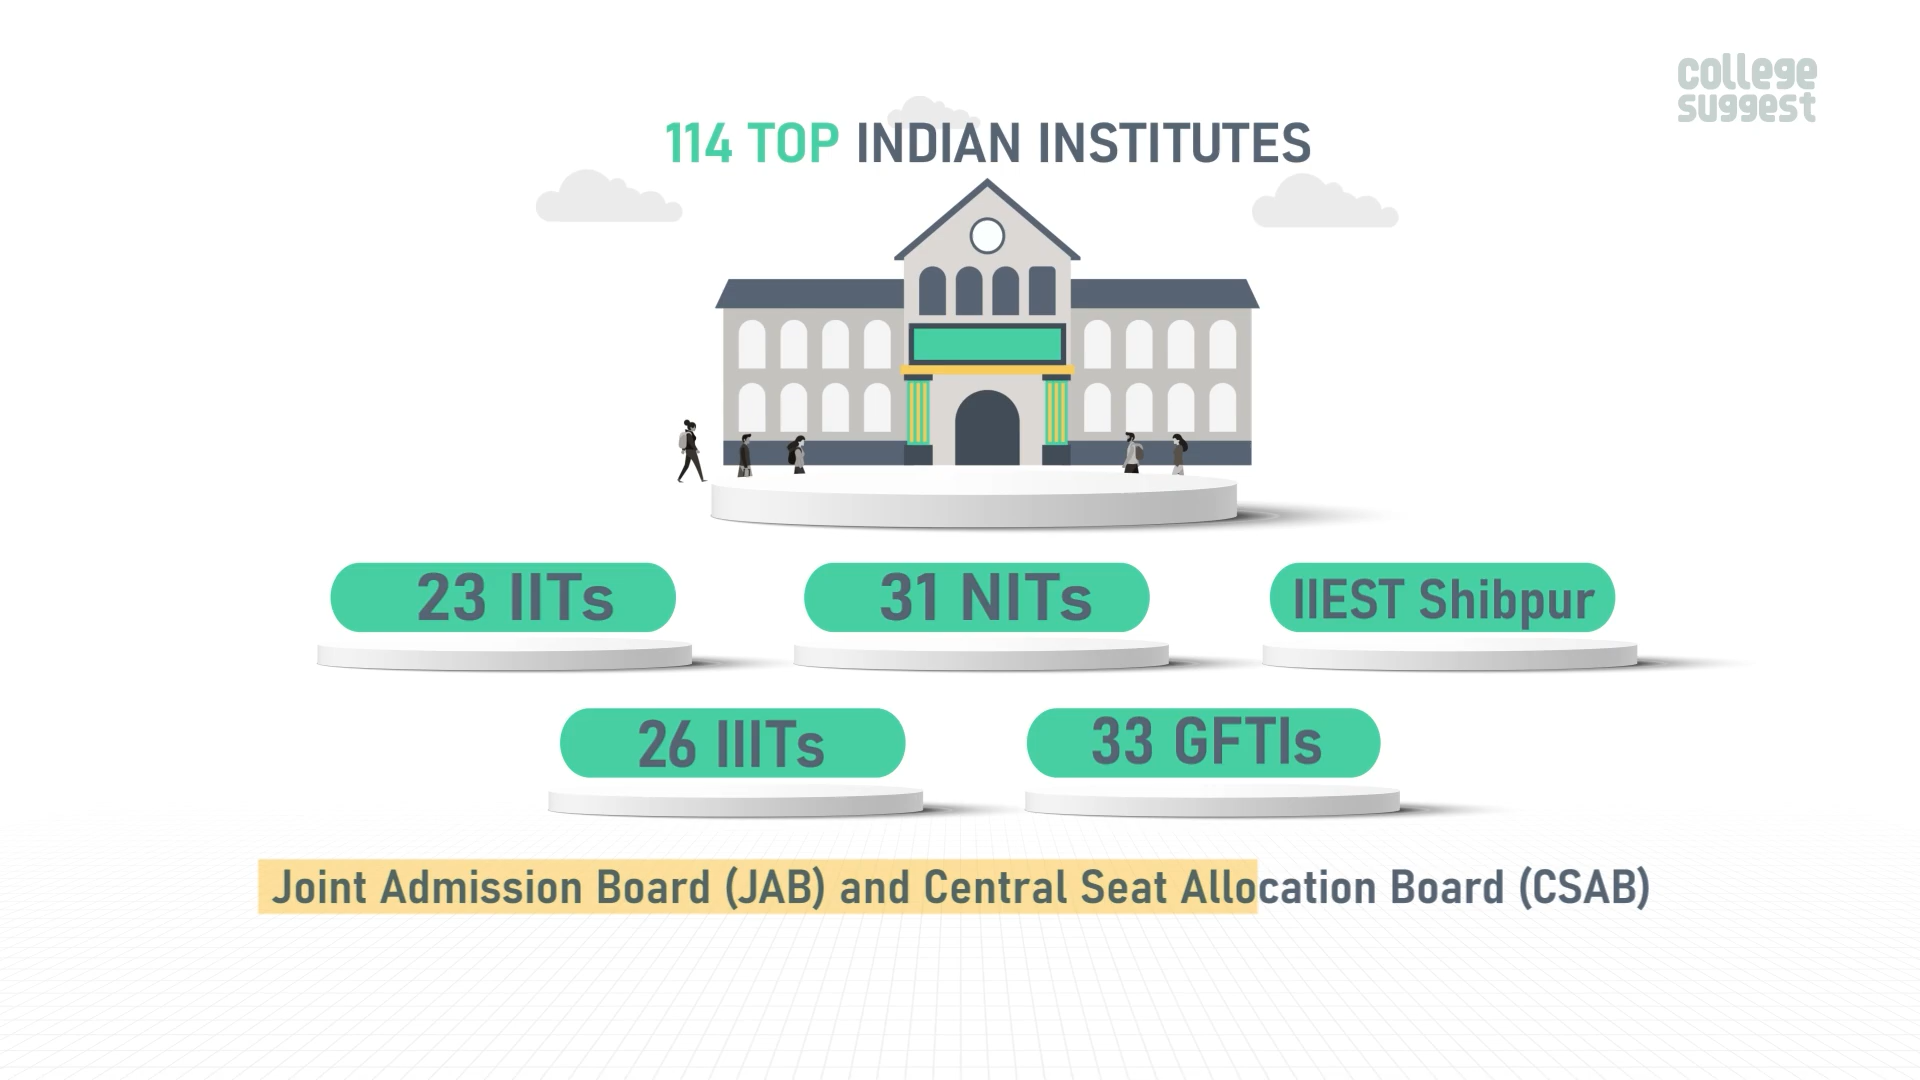 college
suggest
114 TOP INDIAN INSTITUTES
23 IITs
31 NITs
IIEST Shibpur
26 IIITs
33 GFTIs
Joint Admission Board (JAB) and Central Seat Allocation Board (CSAB)